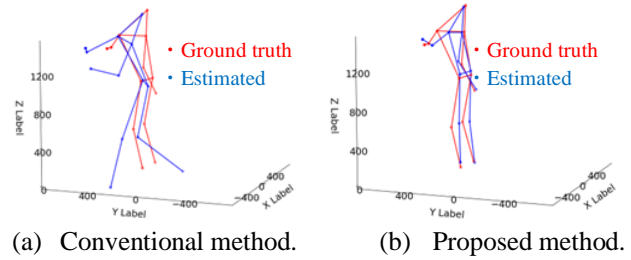 Ground truth
Estimated
Z Label
1200
800
400
0
400
0
−400
Y Label
−400
0
400
X Label
Ground truth
Estimated
Z Label
1200
800
400
0
400
0
−400
Y Label
−400
0
400
X Label
(a) Conventional method.
(b) Proposed method.